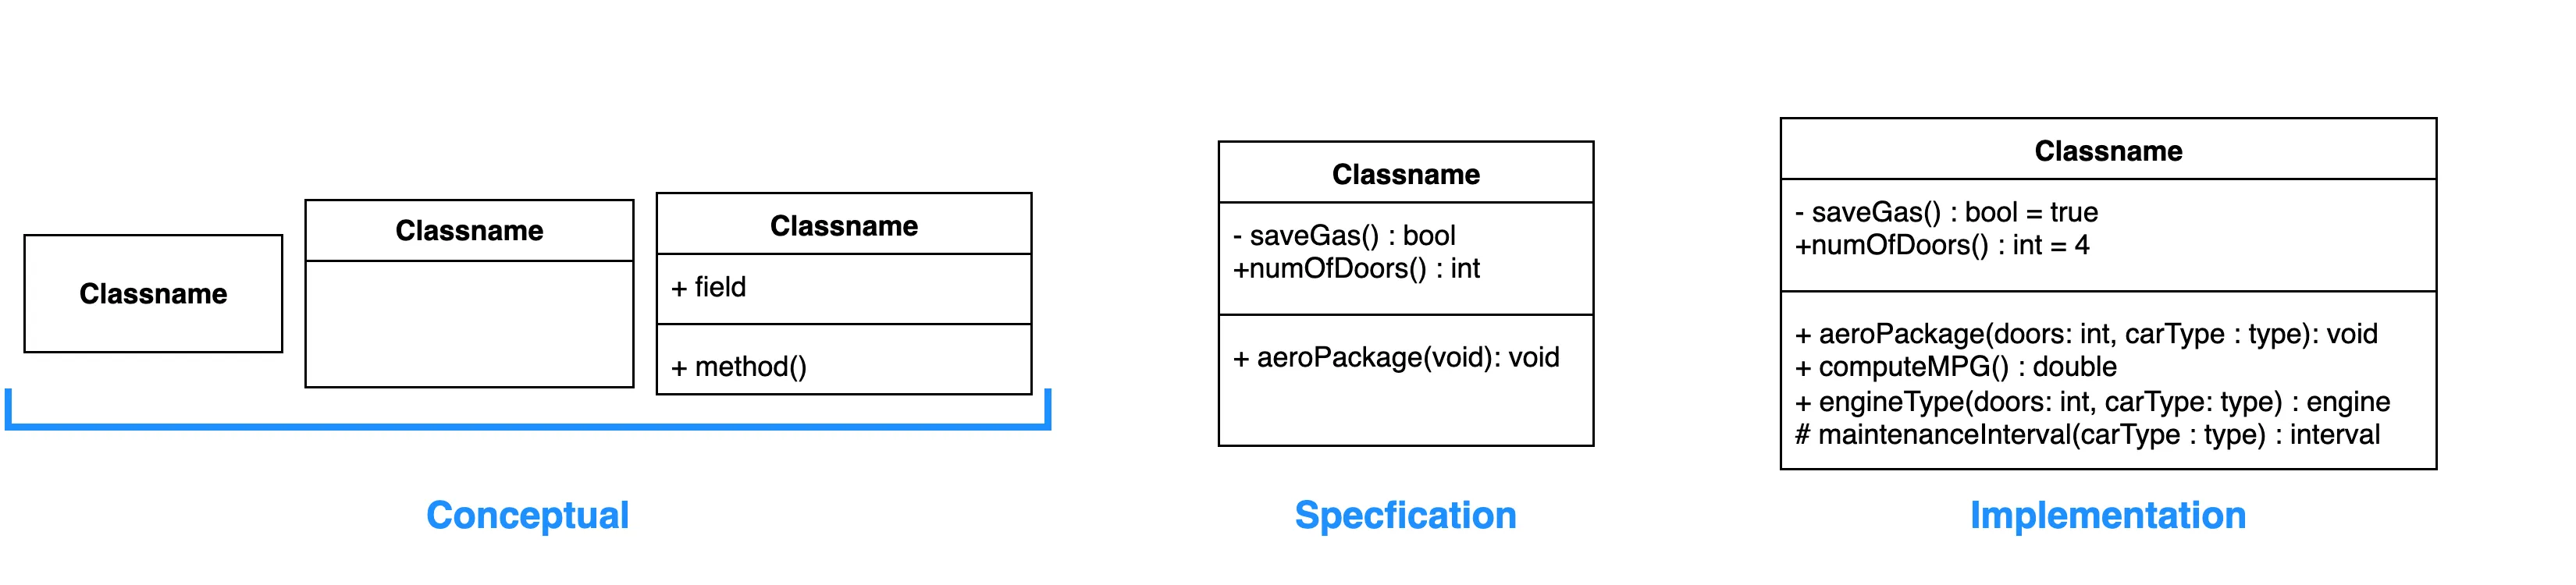 Classname
Classname
Classname
+ field
+ method()
Conceptual
Classname
- saveGas() : bool
+numOfDoors() : int
+ aeroPackage(void): void
Specfication
Classname
- saveGas() : bool = true
+numOfDoors() : int = 4
+ aeroPackage(doors: int, carType : type): void
+ computeMPG() : double
+ engineType(doors: int, carType: type) : engine
# maintenanceInterval(carType : type) : interval
Implementation